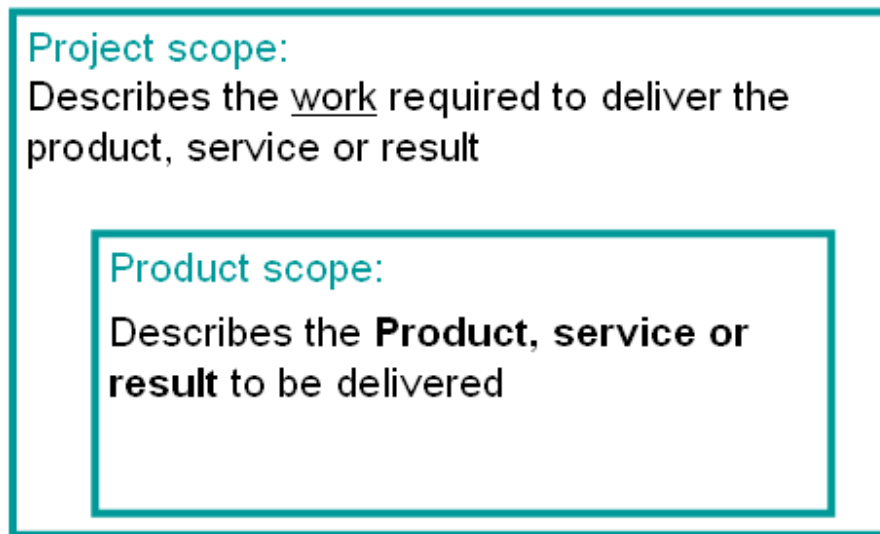 Project scope:
Describes the work required to deliver the
product, service or result
Product scope:
Describes the Product, service or
result to be delivered